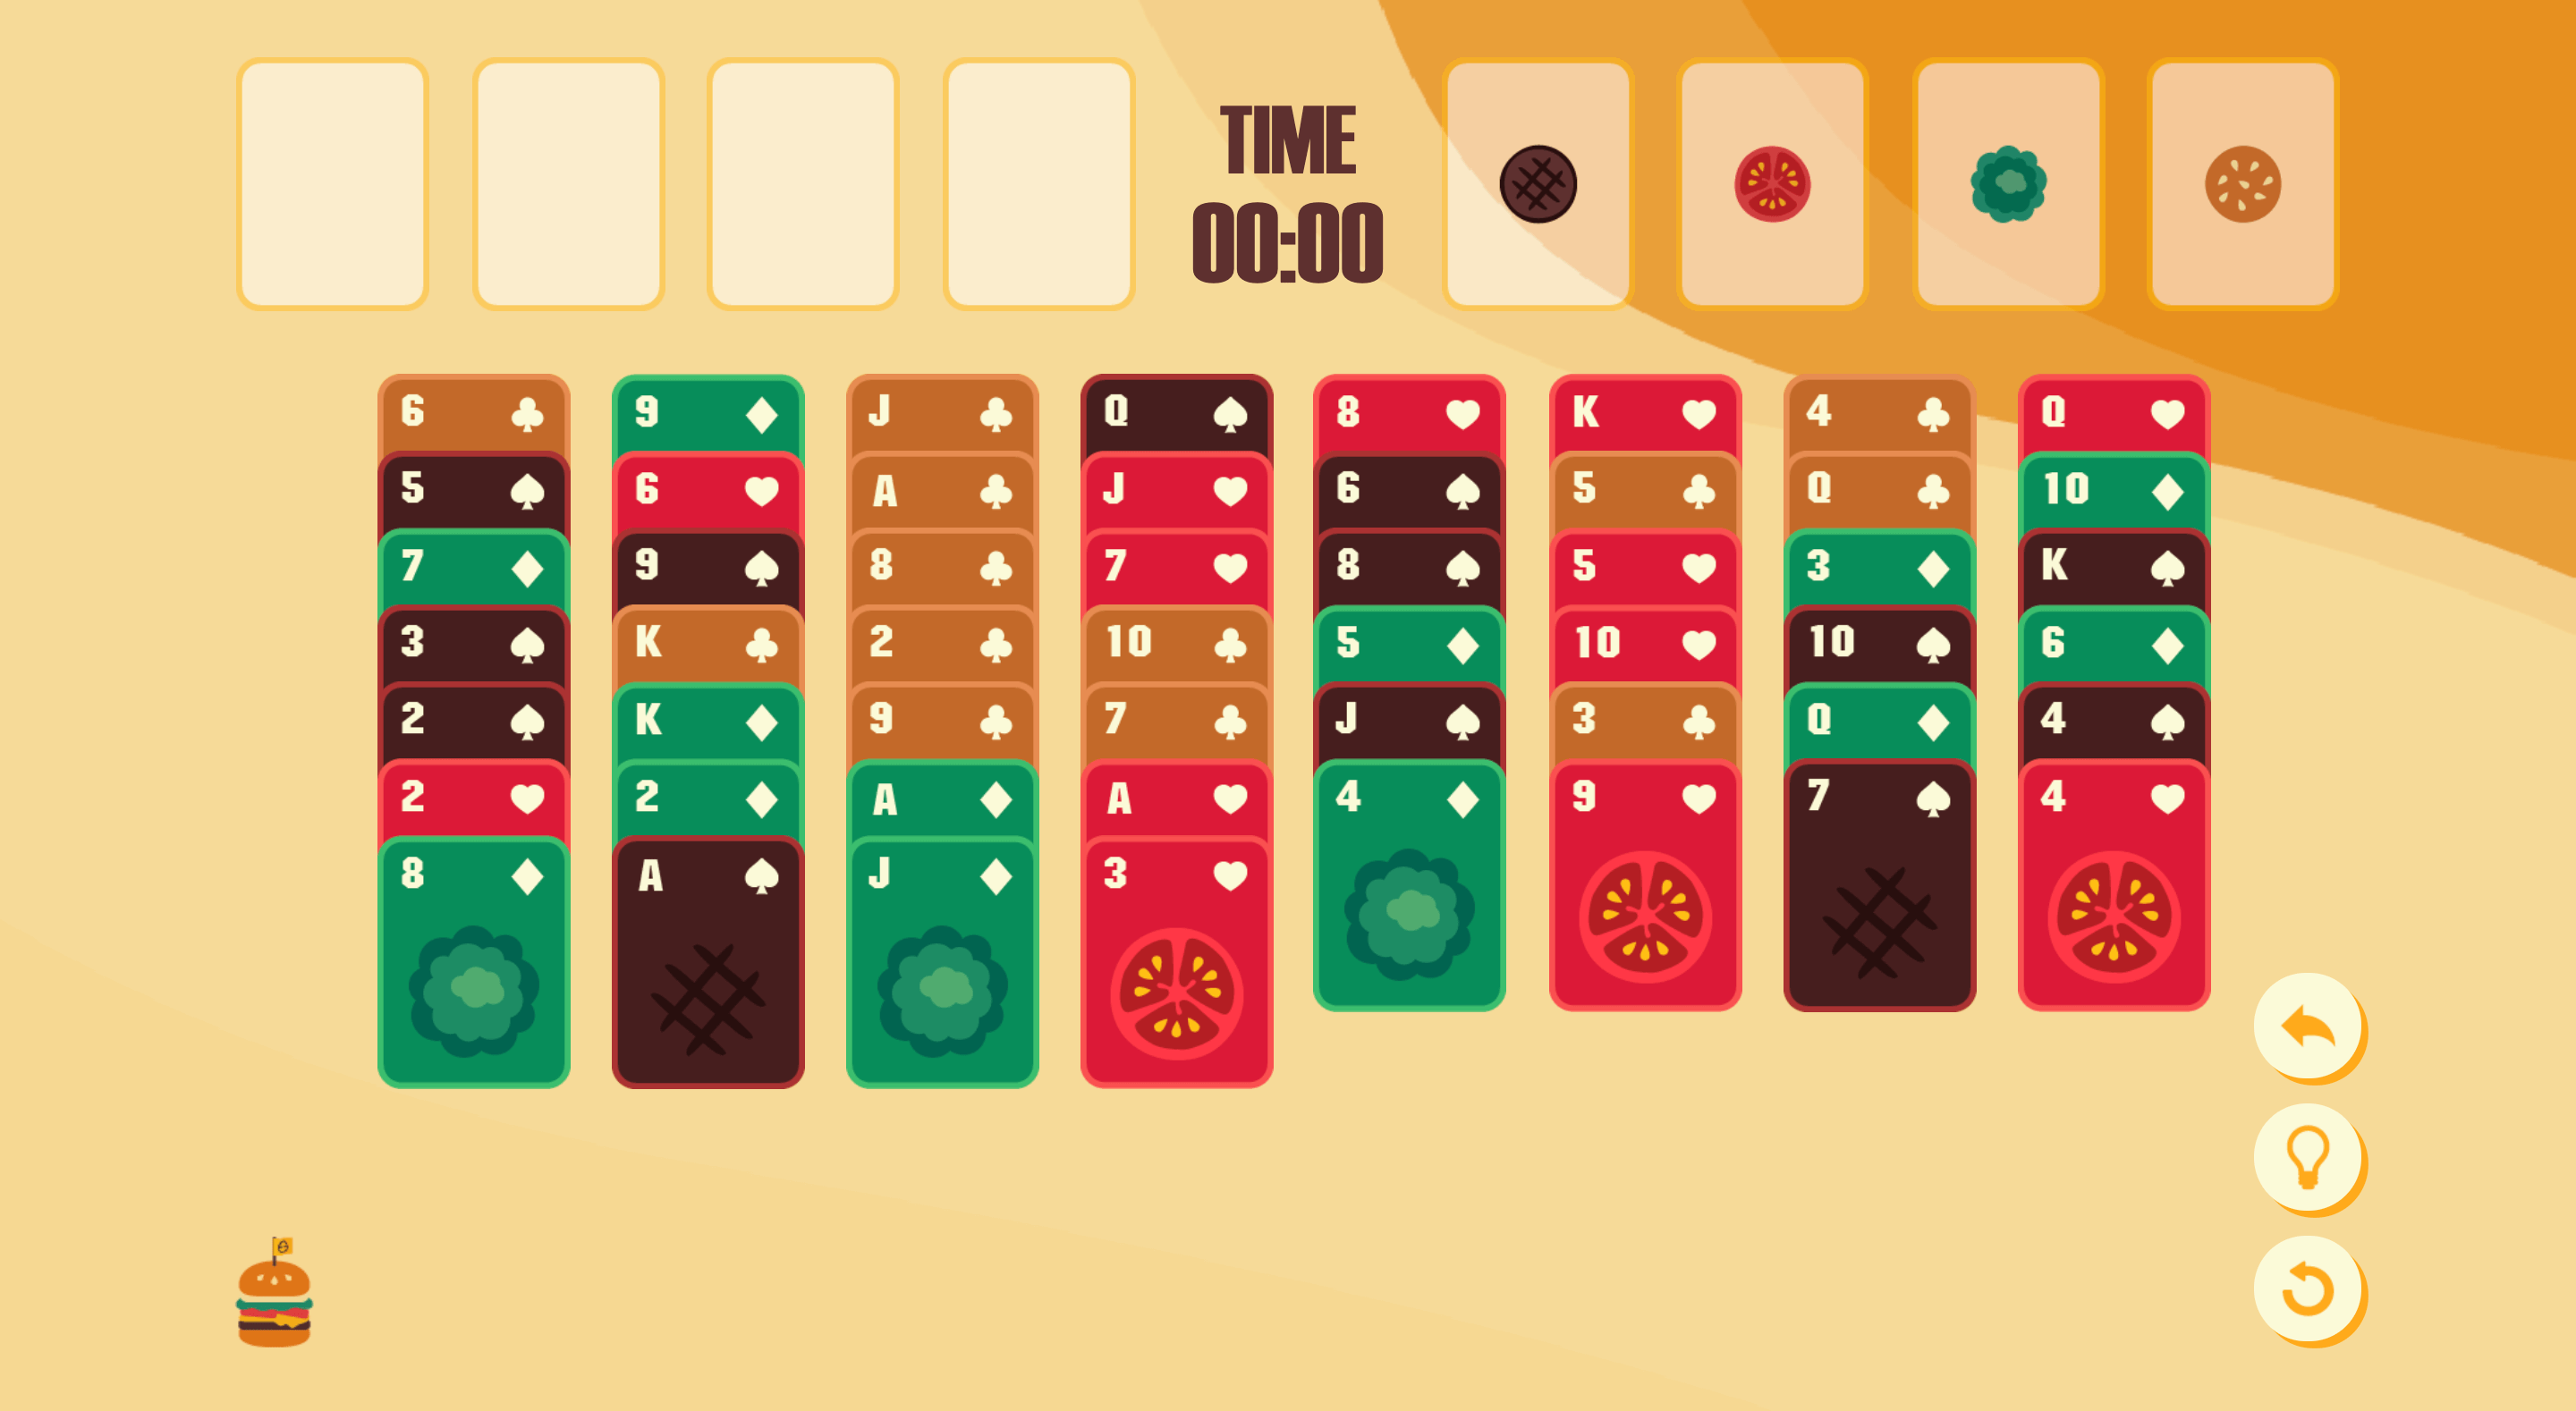 TIME
00:00
6 9 J Q 8 K 4 Q
5 6 A J 6 5 Q 10
7 9 8 7 8 5 3 K
3 K 2 10 5 10 10 6
2 K 9 7 J 3 Q 4
2 2 A A 4 9 7 4
8 A J 3